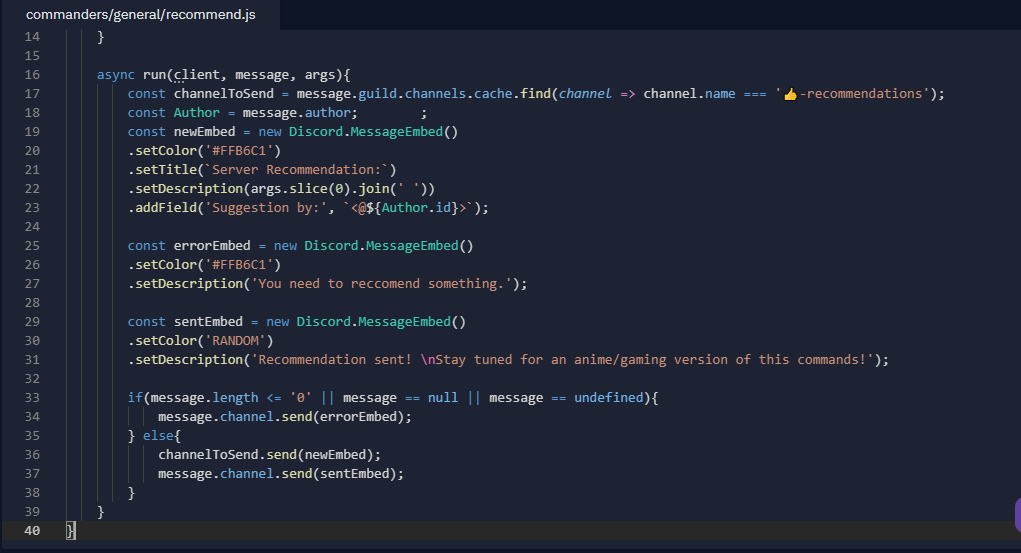 commanders/general/recommend.js
14 }
15
16 async run(client, message, args){
17 const channelToSend = message.guild.channels.cache.find(channel => channel.name === '👍-recommendations');
18 const Author = message.author; ;
19 const newEmbed = new Discord.MessageEmbed()
20 .setColor('#FFB6C1')
21 .setTitle(`Server Recommendation:`)
22 .setDescription(args.slice(0).join(' '))
23 .addField('Suggestion by:', `<@${Author.id}>`);
24
25 const errorEmbed = new Discord.MessageEmbed()
26 .setColor('#FFB6C1')
27 .setDescription('You need to reccomend something.');
28
29 const sentEmbed = new Discord.MessageEmbed()
30 .setColor('RANDOM')
31 .setDescription('Recommendation sent! \nStay tuned for an anime/gaming version of this commands!');
32
33 if(message.length <= '0' || message == null || message == undefined){
34 message.channel.send(errorEmbed);
35 } else{
36 channelToSend.send(newEmbed);
37 message.channel.send(sentEmbed);
38 }
39 }
40 }